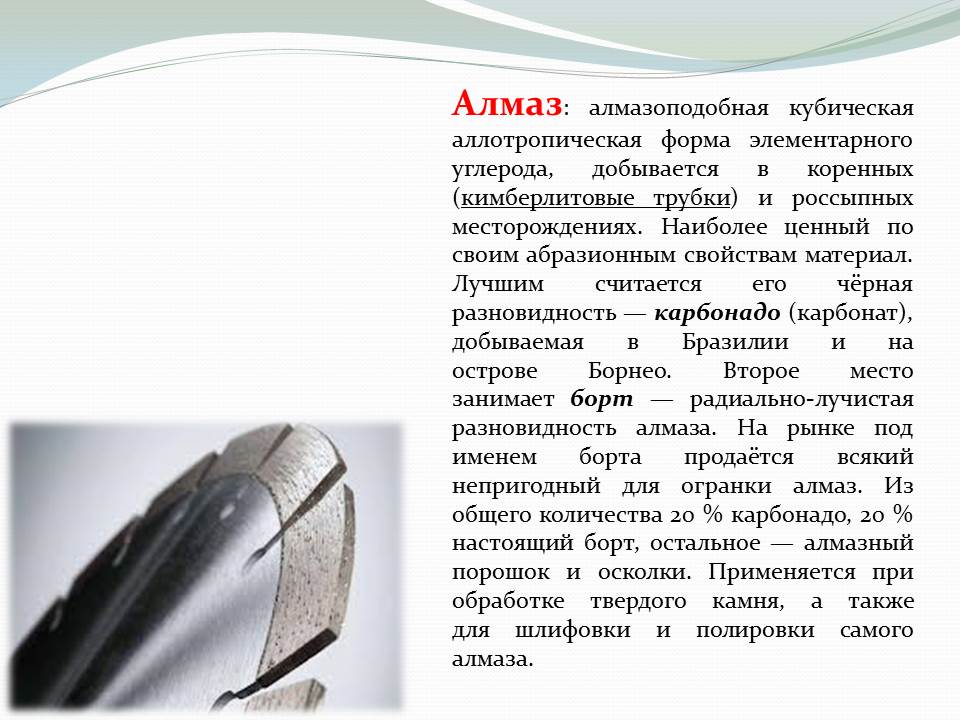 Алмаз: алмазоподобная кубическая
аллотропическая форма элементарного
углерода, добывается в коренных
(кимберлитовые трубки) и россыпных
месторождениях. Наиболее ценный по
своим абразионным свойствам материал.
Лучшим считается его чёрная
разновидность — карбонадо (карбонат),
добываемая в Бразилии и на
острове Борнео. Второе место
занимает борт — радиально-лучистая
разновидность алмаза. На рынке под
именем борта продаётся всякий
непригодный для огранки алмаз. Из
общего количества 20 % карбонадо, 20 %
настоящий борт, остальное — алмазный
порошок и осколки. Применяется при
обработке твердого камня, а также
для шлифовки и полировки самого
алмаза.